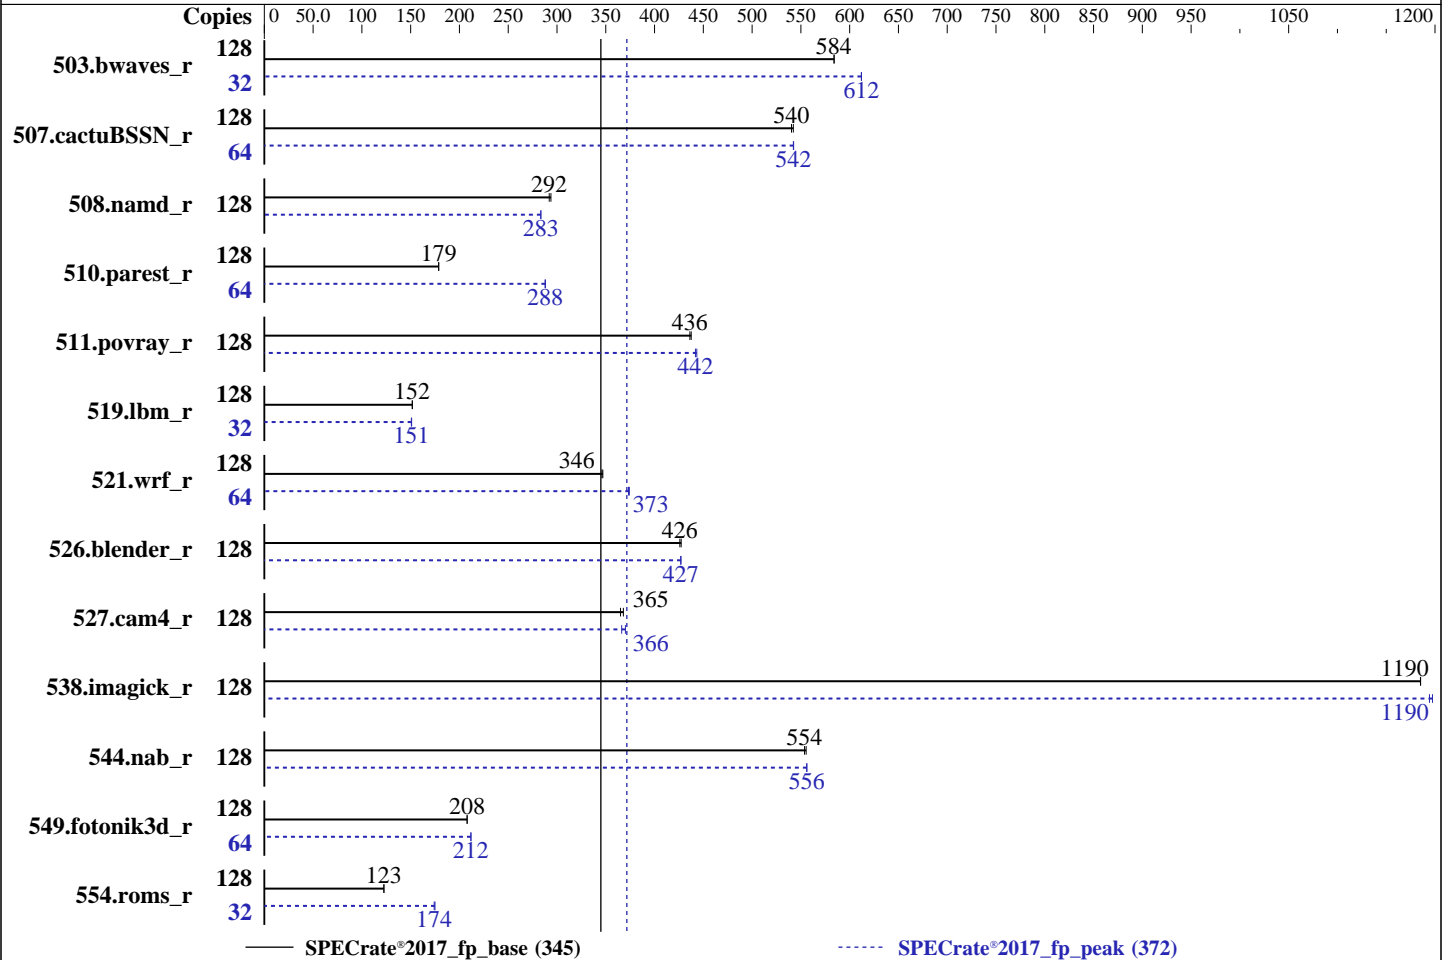 Copies 0 50.0 100 150 200 250 300 350 400 450 500 550 600 650 700 750 800 850 900 950 1050 1200
503.bwaves_r 128 584
32 612
507.cactuBSSN_r 128 540
64 542
508.namd_r 128 292
283
510.parest_r 128 179
64 288
511.povray_r 128 436
442
519.lbm_r 128 152
32 151
521.wrf_r 128 346
64 373
526.blender_r 128 426
427
527.cam4_r 128 365
366
538.imagick_r 128 1190
1190
544.nab_r 128 554
556
549.fotonik3d_r 128 208
64 212
554.roms_r 128 123
32 174
SPECrate®2017_fp_base (345) SPECrate®2017_fp_peak (372)